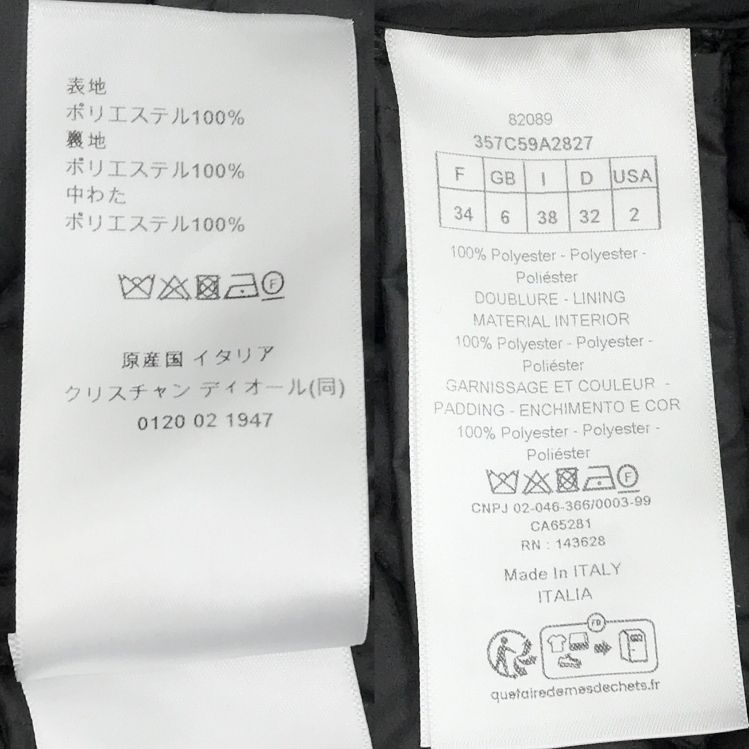 表地
ポリエステル100%
裏地
ポリエステル100%
中わた
ポリエステル100%
F
原産国 イタリア
クリスチャン ディオール(同)
0120 02 1947
82089
357C59A2827
F GB I D USA
34 6 38 32 2
100% Polyester - Polyester -
Poliéster
DOUBLURE - LINING
MATERIAL INTERIOR
100% Polyester - Polyester -
Poliéster
GARNISSAGE ET COULEUR -
PADDING - ENCHIMENTO E COR
100% Polyester - Polyester -
Poliéster
F
CNPJ 02-046-366/0003-99
CA65281
RN : 143628
Made In ITALY
ITALIA
FR
quefairedemesdechets.fr